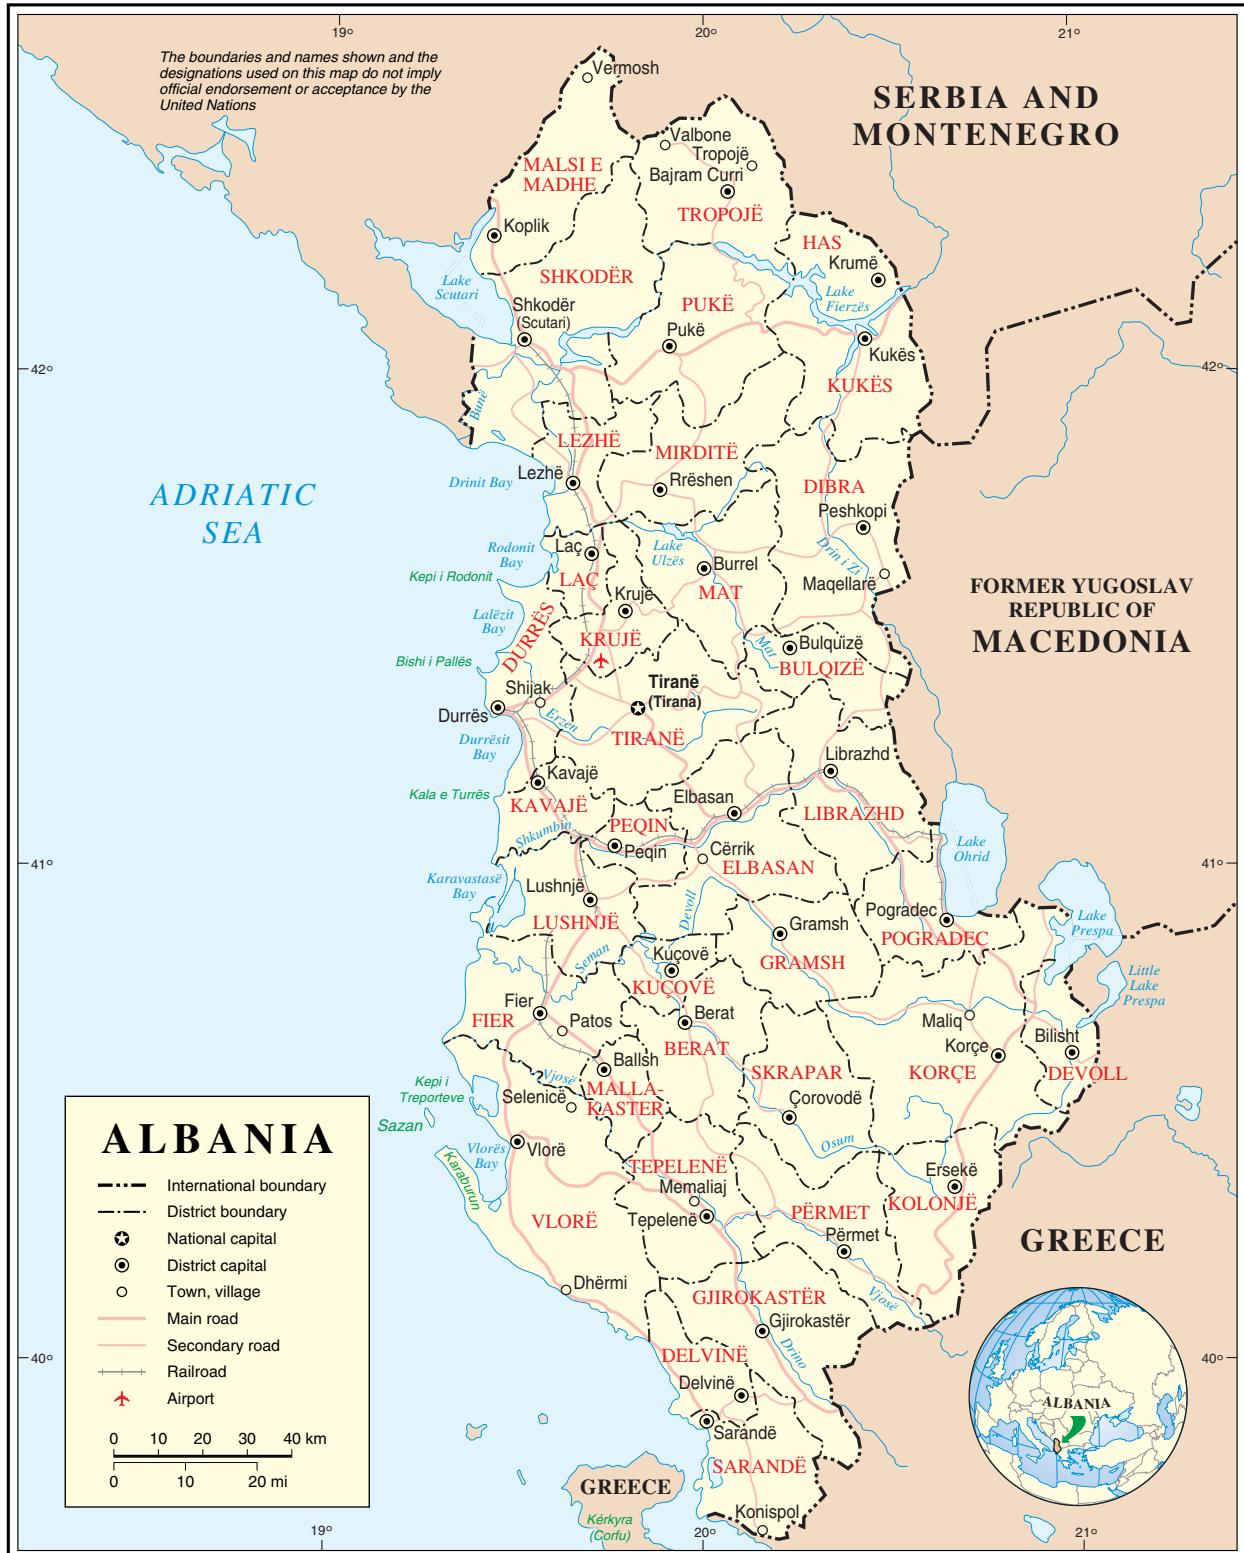 19°
20°
21°
The boundaries and names shown and the
designations used on this map do not imply
official endorsement or acceptance by the
United Nations
Vermosh
SERBIA AND
MONTENEGRO
Valbone
Tropojë
Bajram Curri
MALSI E
MADHE
TROPOJË
Koplik
HAS
Krumë
SHKODËR
Lake
Scutari
PUKË
Lake
Fierzës
Shkodër
(Scutari)
Pukë
Kukës
42°
42°
KUKËS
Bunë
LEZHË
MIRDITË
Lezhë
Drinit Bay
Rrëshen
DIBRA
ADRIATIC
SEA
Peshkopi
Rodonit
Bay
Laç
Lake
Ulzës
Drin i Zi
Kepi i Rodonit
LAÇ
Burrel
Maqellarë
MAT
FORMER YUGOSLAV
REPUBLIC OF
MACEDONIA
Krujë
Lalëzit
Bay
DURRËS
KRUJË
Mat
Bulqizë
BULQIZË
Bishi i Pallës
Shijak
Tiranë
(Tirana)
Durrës
Erzen
TIRANË
Durrësit
Bay
Librazhd
Kavajë
Kala e Turrës
KAVAJË
Elbasan
LIBRAZHD
PEQIN
Shkumbin
Peqin
Cërrik
ELBASAN
Lake
Ohrid
41°
41°
Karavastasë
Bay
Lushnjë
Devoll
LUSHNJË
Gramsh
Pogradec
POGRADEC
Lake
Prespa
Seman
Kuçovë
KUÇOVË
GRAMSH
Little
Lake
Prespa
Fier
FIER
Patos
Berat
BERAT
Maliq
Korçe
Bilisht
Ballsh
Vjosë
MALLA-
KASTER
SKRAPAR
KORÇE
DEVOLL
Kepi i
Treporteve
Selenicë
Çorovodë
Sazan
Vlorë
Vlorës
Bay
Osum
Karaburun
TEPELENË
Memaliaj
Ersekë
KOLONJË
VLORË
Tepelenë
PËRMET
Përmet
GREECE
Dhërmi
GJIROKASTËR
Vjosë
Gjirokastër
DELVINË
Drino
40°
40°
Delvinë
Sarandë
SARANDË
GREECE
Konispol
Kérkyra
(Corfu)
ALBANIA
International boundary
District boundary
National capital
District capital
Town, village
Main road
Secondary road
Railroad
Airport
0 10 20 30 40 km
0 10 20 mi
ALBANIA
19°
20°
21°